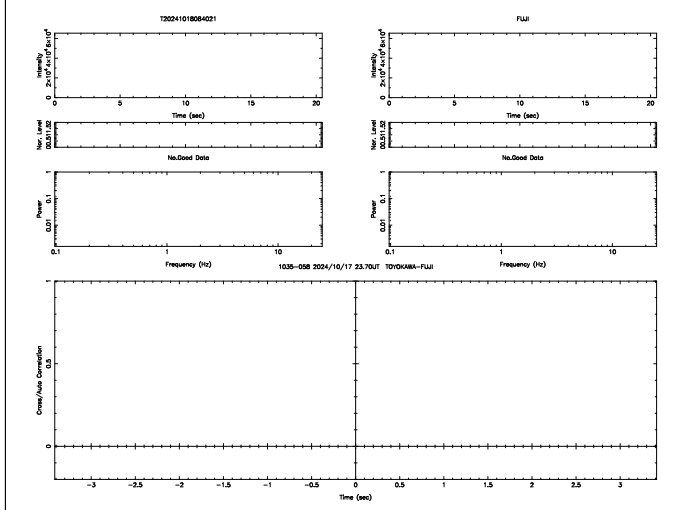 T20241018084021
FUJI
Intensity
0 2×10⁴ 4×10⁴ 6×10⁴
0 5 10 15 20
Time (sec)
Intensity
0 2×10⁴ 4×10⁴ 6×10⁴
0 5 10 15 20
Time (sec)
Nor. Level
00.511.52
Nor. Level
00.511.52
No.Good Data
No.Good Data
Power
0.01 0.1 1
0.1 1 10
Frequency (Hz)
Power
0.01 0.1 1
0.1 1 10
Frequency (Hz)
1035-058 2024/10/17 23.70UT TOYOKAWA-FUJI
Cross/Auto Correlation
0 0.5 1
-3 -2.5 -2 -1.5 -1 -0.5 0 0.5 1 1.5 2 2.5 3
Time (sec)